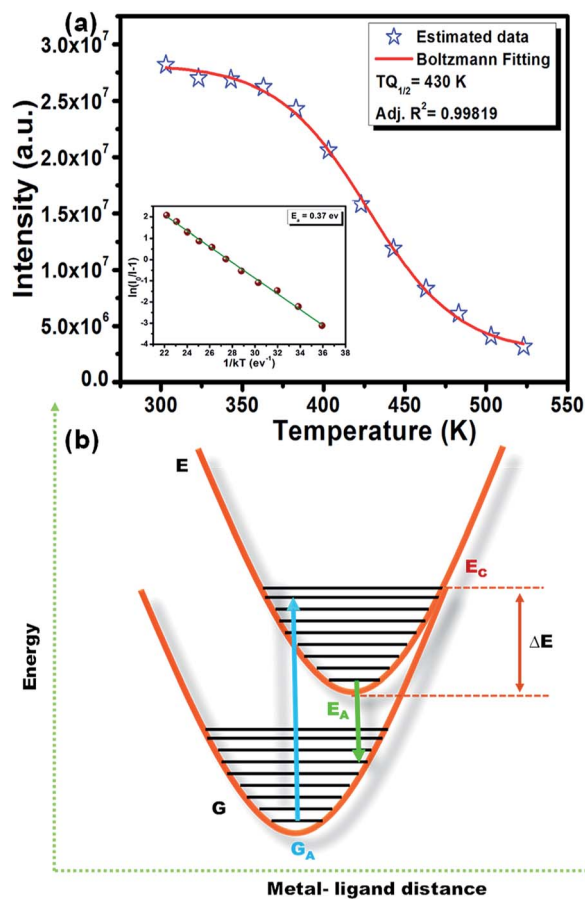 (a)
Estimated data
Boltzmann Fitting
TQ1/2 = 430 K
Adj. R2= 0.99819
Intensity (a.u.)
3.0x10^7
2.5x10^7
2.0x10^7
1.5x10^7
1.0x10^7
5.0x10^6
0.0
Ea = 0.37 ev
ln(I0/I-1)
2
1
0
-1
-2
-3
-4
22 24 26 28 30 32 34 36 38
1/kT (ev-1)
300 350 400 450 500 550
Temperature (K)
(b)
E
EC
ΔE
EA
G
GA
Energy
Metal- ligand distance